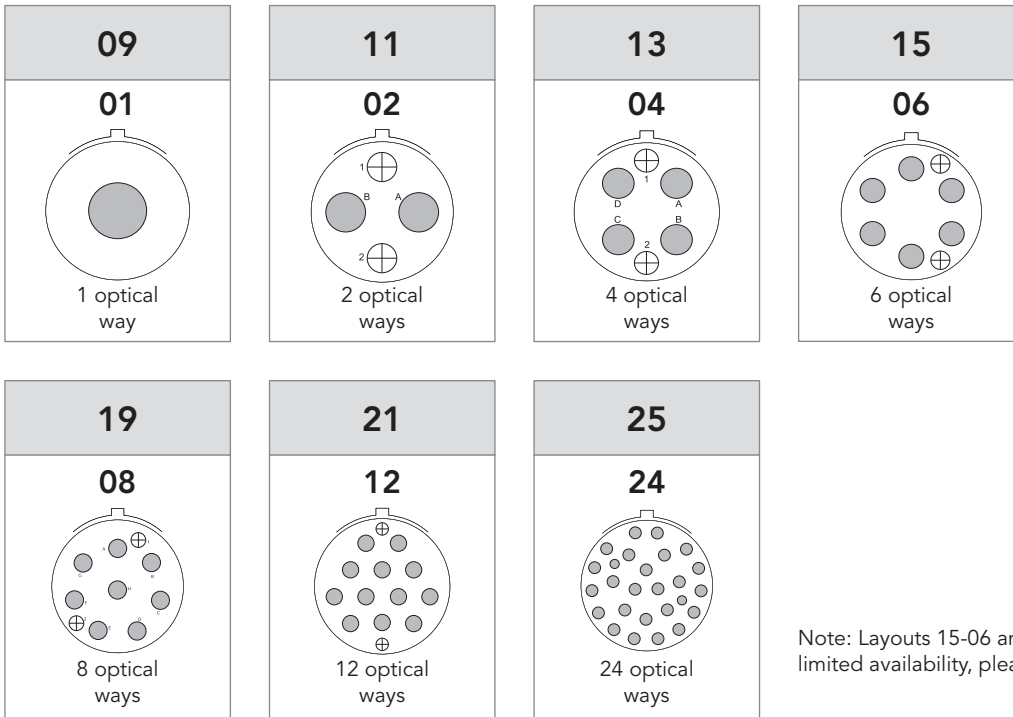 09
01
1 optical
way
11
02
1
B A
2
2 optical
ways
13
04
1
D A
C B
2
4 optical
ways
15
06
6 optical
ways
19
08
A 1
G B
H
F C
2
E D
8 optical
ways
21
12
12 optical
ways
25
24
24 optical
ways
Note: Layouts 15-06
limited availability,